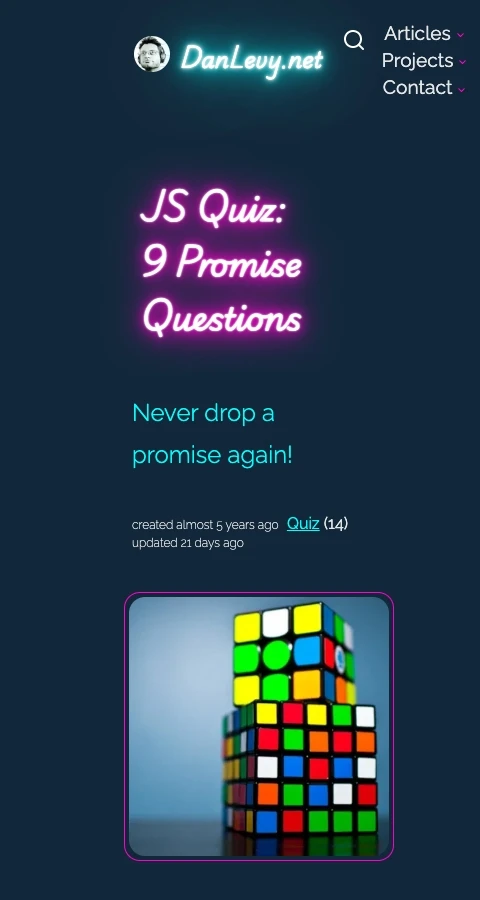 DanLevy.net
Articles
Projects
Contact
JS Quiz:
9 Promise
Questions
Never drop a
promise again!
created almost 5 years ago Quiz (14)
updated 21 days ago